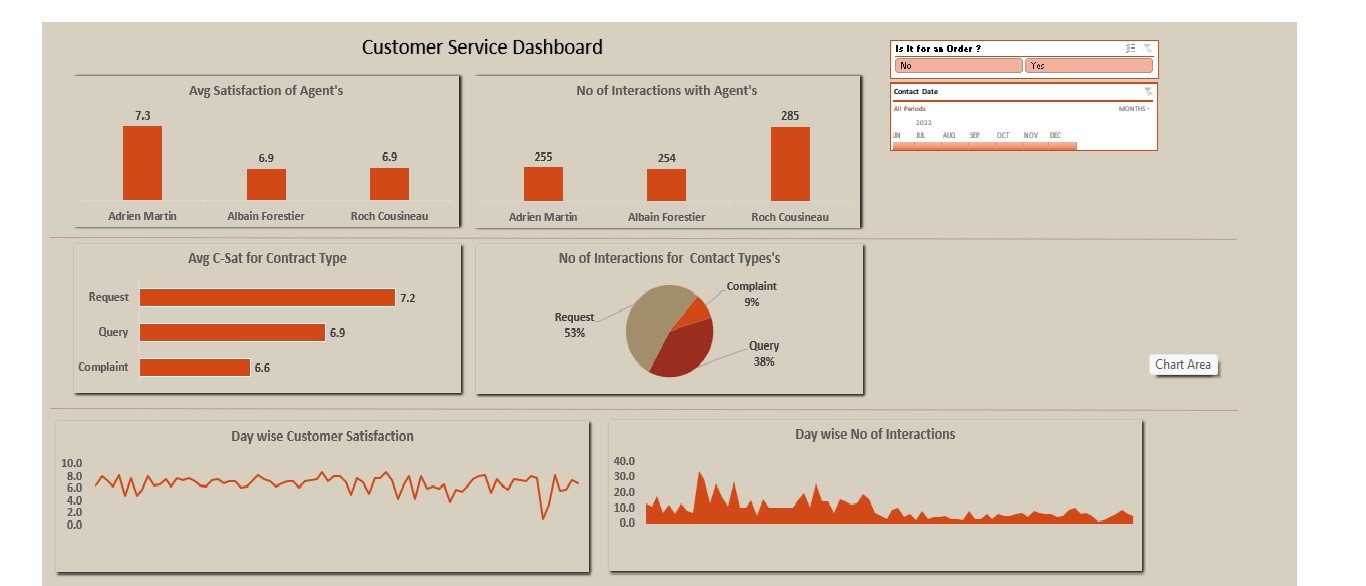 Customer Service Dashboard
Is It for an Order ?
No Yes
Contact Date
All Periods MONTHS
2022
UN JUL AUG SEP OCT NOV DEC
Avg Satisfaction of Agent's
7.3
6.9
6.9
Adrien Martin Albain Forestier Roch Cousineau
No of Interactions with Agent's
255
254
285
Adrien Martin Albain Forestier Roch Cousineau
Avg C-Sat for Contract Type
Request 7.2
Query 6.9
Complaint 6.6
No of Interactions for Contact Types's
Complaint
9%
Request
53%
Query
38%
Chart Area
Day wise Customer Satisfaction
10.0
8.0
6.0
4.0
2.0
0.0
Day wise No of Interactions
40.0
30.0
20.0
10.0
0.0